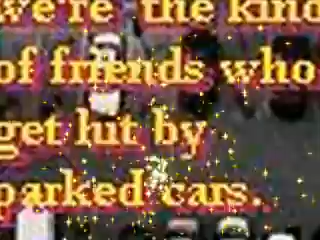 we're the kind
of friends who
get hit by
parked cars.